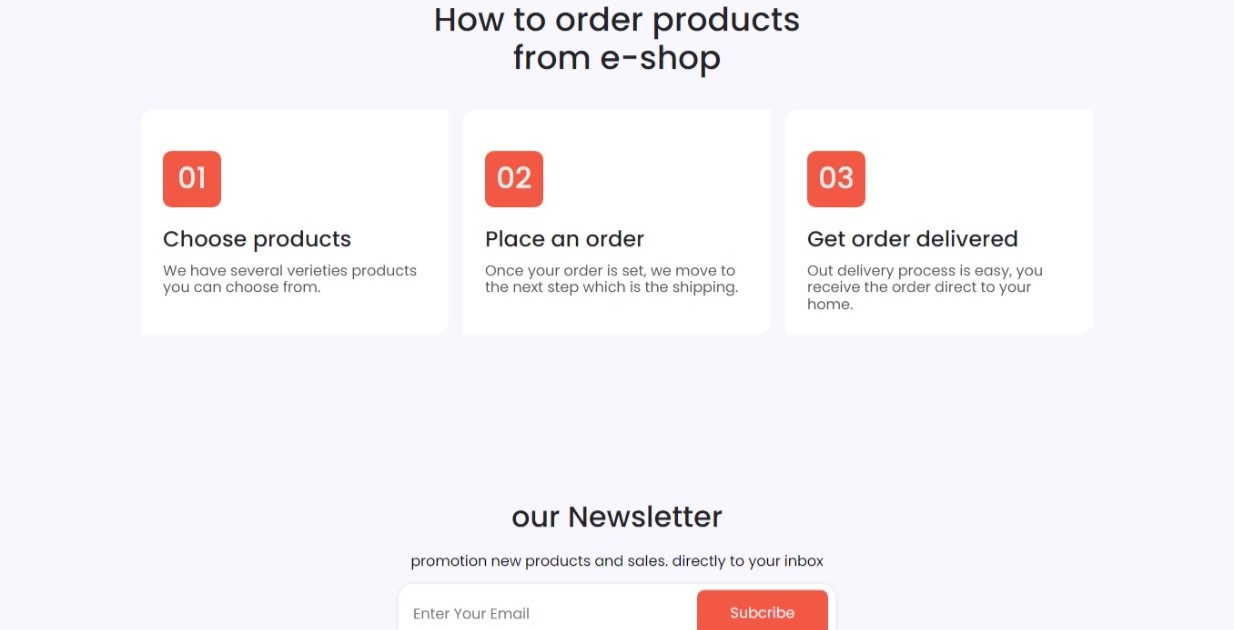 How to order products
from e-shop
01
02
03
Choose products
We have several verieties products
you can choose from.
Place an order
Once your order is set, we move to
the next step which is the shipping.
Get order delivered
Out delivery process is easy, you
receive the order direct to your
home.
our Newsletter
promotion new products and sales. directly to your inbox
Enter Your Email
Subcribe